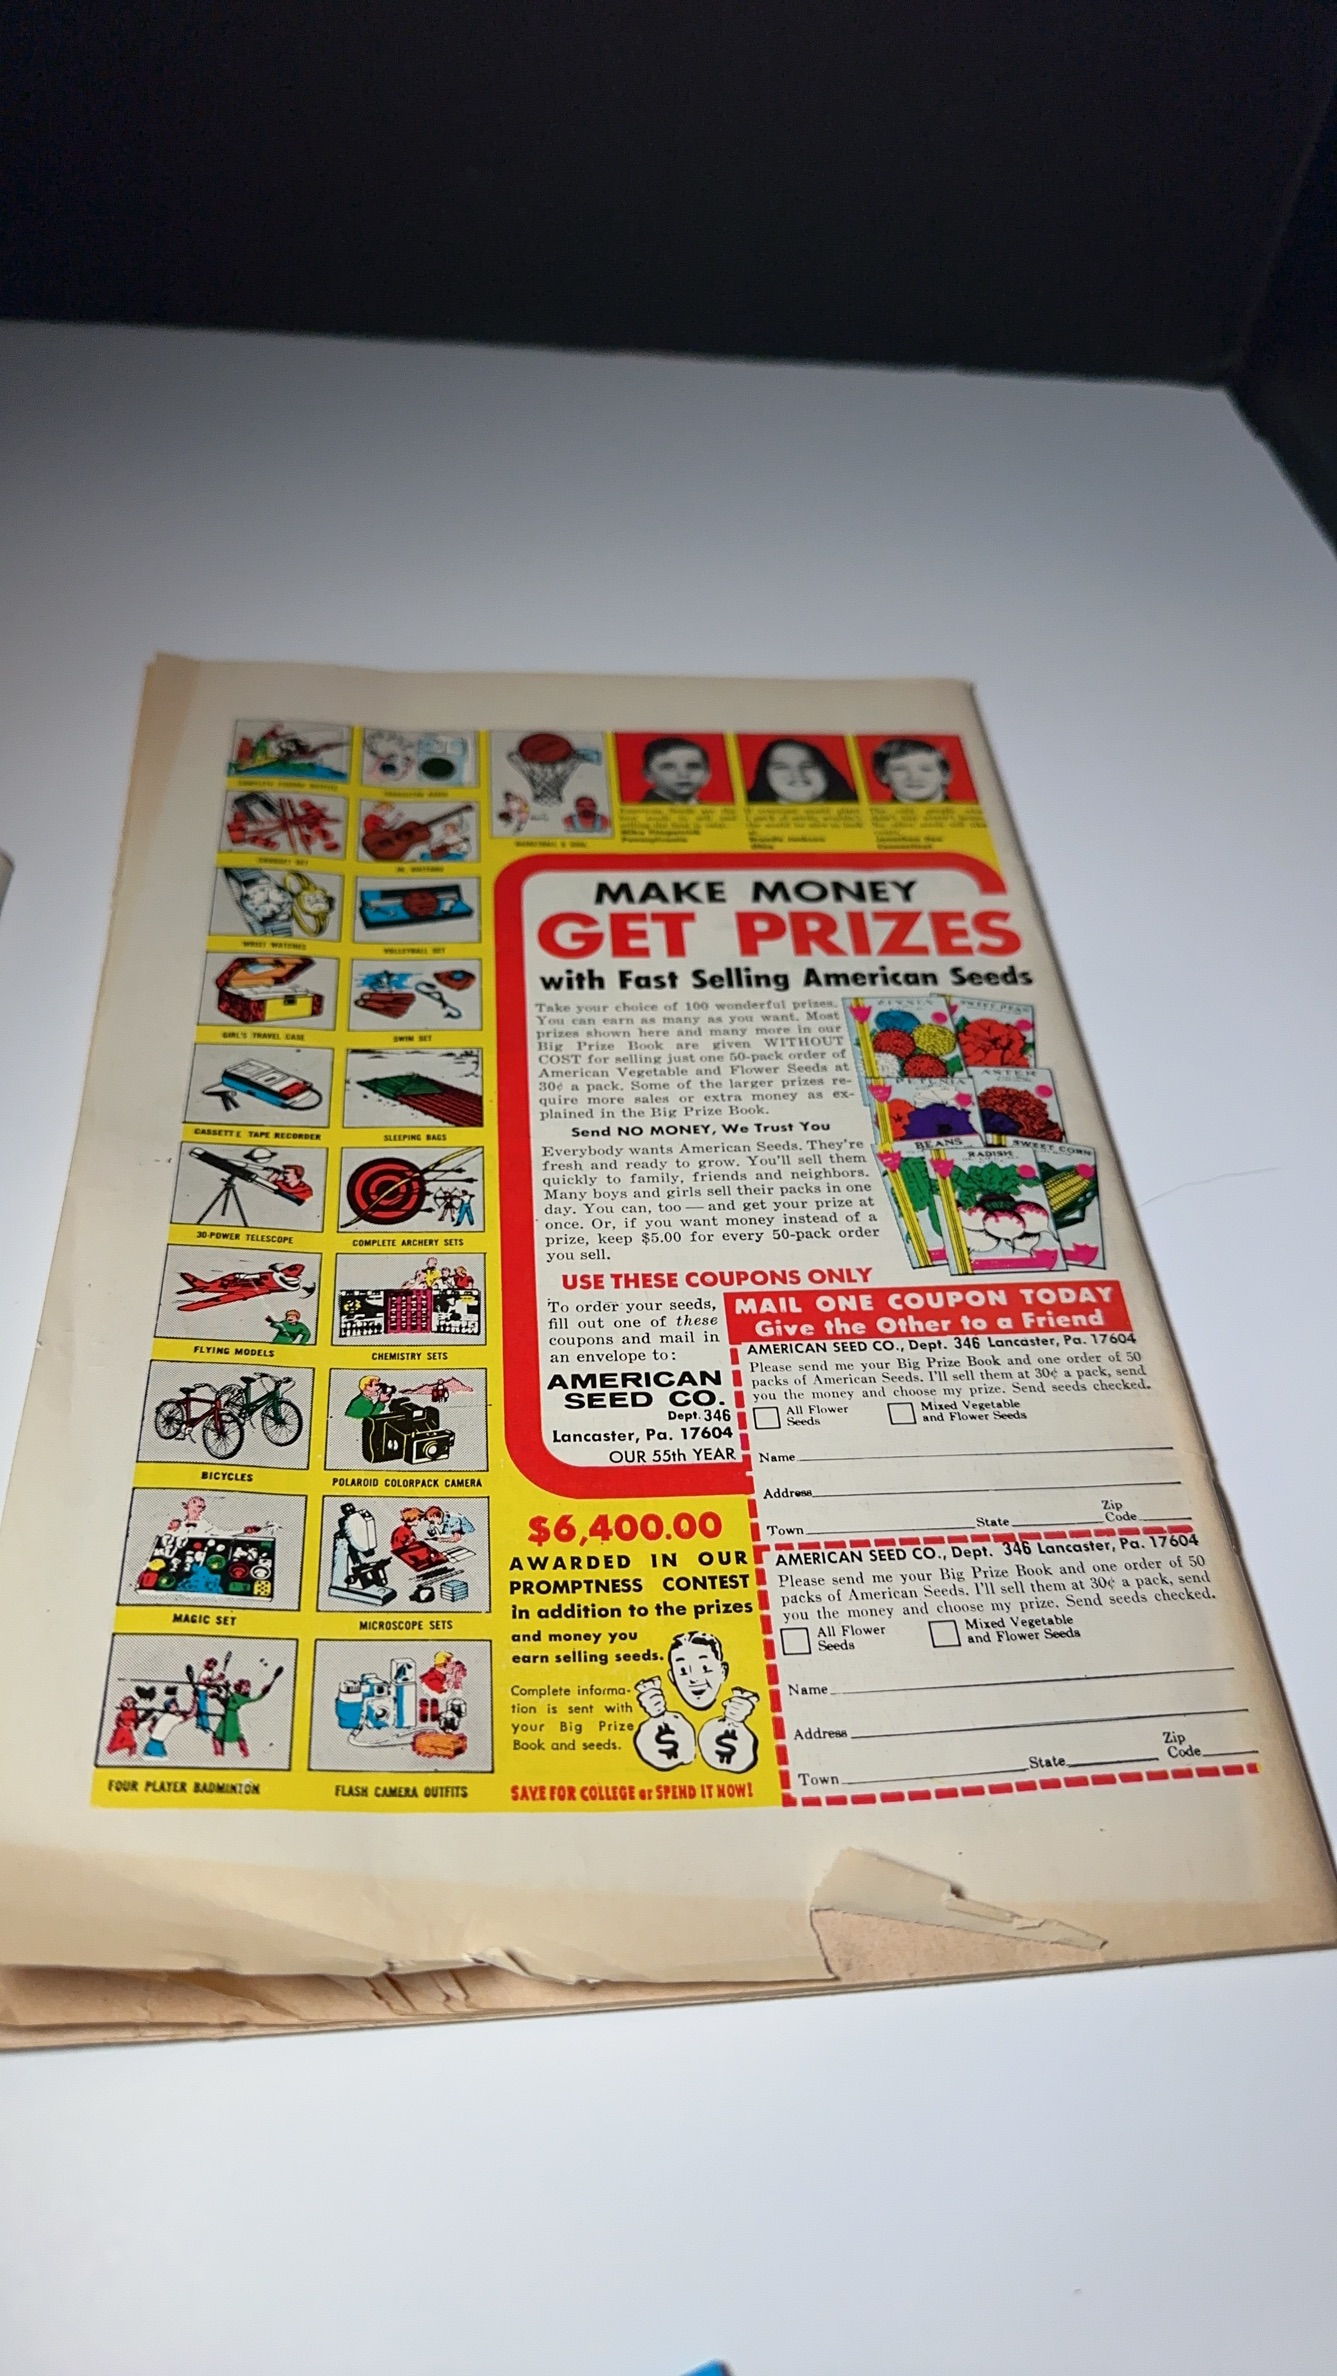 WRIST WATCHES
VOLLEYBALL SET
GIRL'S TRAVEL CASE
SWIM SET
CASSETTE TAPE RECORDER
SLEEPING BAGS
30-POWER TELESCOPE
COMPLETE ARCHERY SETS
FLYING MODELS
CHEMISTRY SETS
BICYCLES
POLAROID COLORPACK CAMERA
MAGIC SET
MICROSCOPE SETS
FOUR PLAYER BADMINTON
FLASH CAMERA OUTFITS
Pennsylvania
Ohio
Connecticut
MAKE MONEY
GET PRIZES
with Fast Selling American Seeds
Take your choice of 100 wonderful prizes.
You can earn as many as you want. Most
prizes shown here and many more in our
Big Prize Book are given WITHOUT
COST for selling just one 50-pack order of
American Vegetable and Flower Seeds at
30¢ a pack. Some of the larger prizes re-
quire more sales or extra money as ex-
plained in the Big Prize Book.
Send NO MONEY, We Trust You
Everybody wants American Seeds. They're
fresh and ready to grow. You'll sell them
quickly to family, friends and neighbors.
Many boys and girls sell their packs in one
day. You can, too — and get your prize at
once. Or, if you want money instead of a
prize, keep $5.00 for every 50-pack order
you sell.
ZINNIA
SWEET PEAS
PETUNIA
ASTER
BEANS
RADISH
SWEET CORN
USE THESE COUPONS ONLY
To order your seeds,
fill out one of these
coupons and mail in
an envelope to:
AMERICAN
SEED CO.
Dept. 346
Lancaster, Pa. 17604
OUR 55th YEAR
MAIL ONE COUPON TODAY
Give the Other to a Friend
AMERICAN SEED CO., Dept. 346 Lancaster, Pa. 17604
Please send me your Big Prize Book and one order of 50
packs of American Seeds. I'll sell them at 30¢ a pack, send
you the money and choose my prize. Send seeds checked.
All Flower Seeds
Mixed Vegetable and Flower Seeds
Name
Address
Town State Zip Code
AMERICAN SEED CO., Dept. 346 Lancaster, Pa. 17604
Please send me your Big Prize Book and one order of 50
packs of American Seeds. I'll sell them at 30¢ a pack, send
you the money and choose my prize. Send seeds checked.
All Flower Seeds
Mixed Vegetable and Flower Seeds
Name
Address
Town State Zip Code
$6,400.00
AWARDED IN OUR
PROMPTNESS CONTEST
in addition to the prizes
and money you
earn selling seeds.
Complete informa-
tion is sent with
your Big Prize
Book and seeds.
$ $
SAVE FOR COLLEGE or SPEND IT NOW!